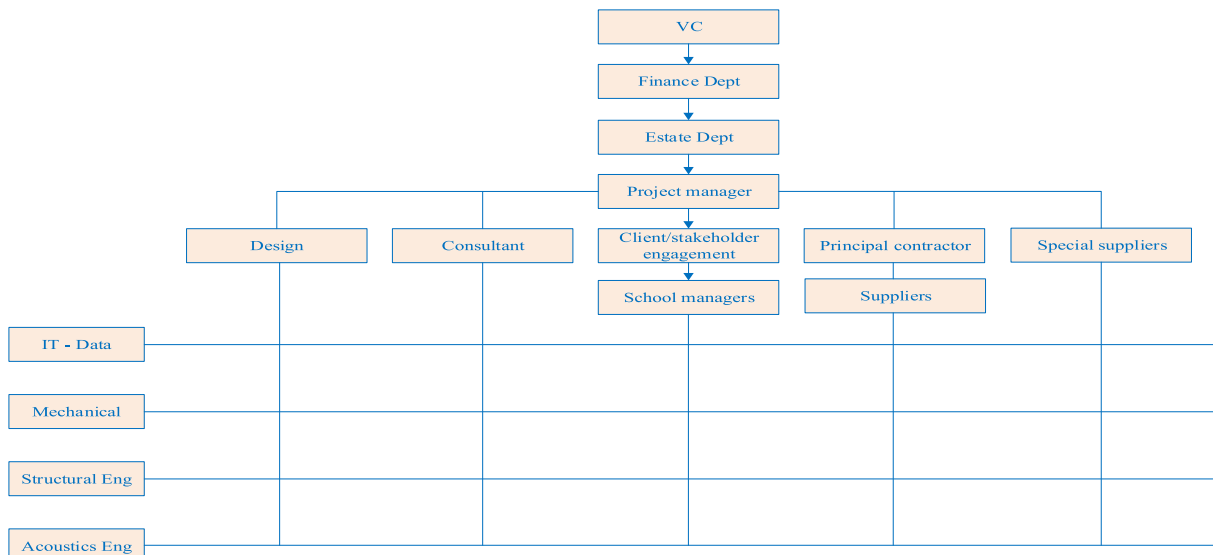 VC
Finance Dept
Estate Dept
Project manager
Design
Consultant
Client/stakeholder
engagement
Principal contractor
Special suppliers
School managers
Suppliers
IT - Data
Mechanical
Structural Eng
Acoustics Eng